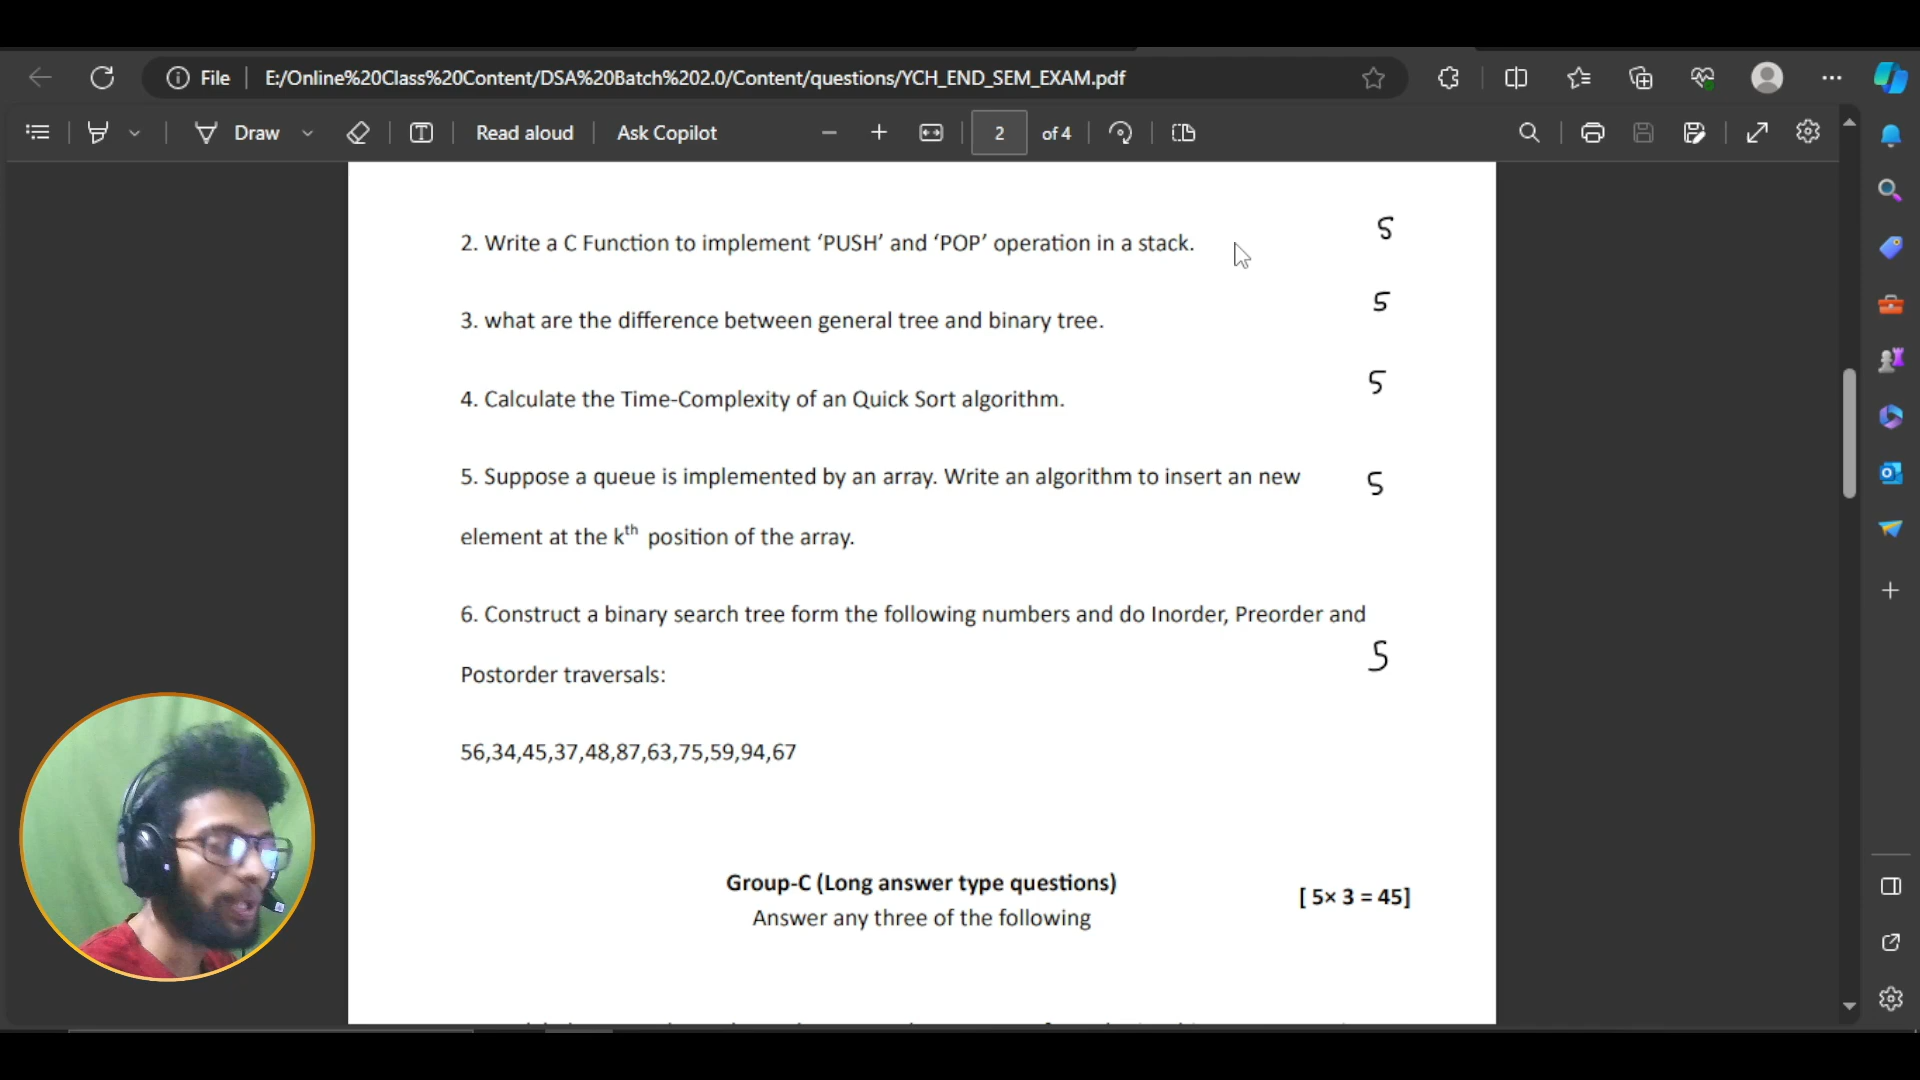 File
E:/Online%20Class%20Content/DSA%20Batch%202.0/Content/questions/YCH_END_SEM_EXAM.pdf
Draw
Read aloud
Ask Copilot
2
of 4
2. Write a C Function to implement ‘PUSH’ and ‘POP’ operation in a stack.
5
3. what are the difference between general tree and binary tree.
5
4. Calculate the Time-Complexity of an Quick Sort algorithm.
5
5. Suppose a queue is implemented by an array. Write an algorithm to insert an new
5
element at the kth position of the array.
6. Construct a binary search tree form the following numbers and do Inorder, Preorder and
5
Postorder traversals:
56,34,45,37,48,87,63,75,59,94,67
Group-C (Long answer type questions)
[ 5× 3 = 45]
Answer any three of the following